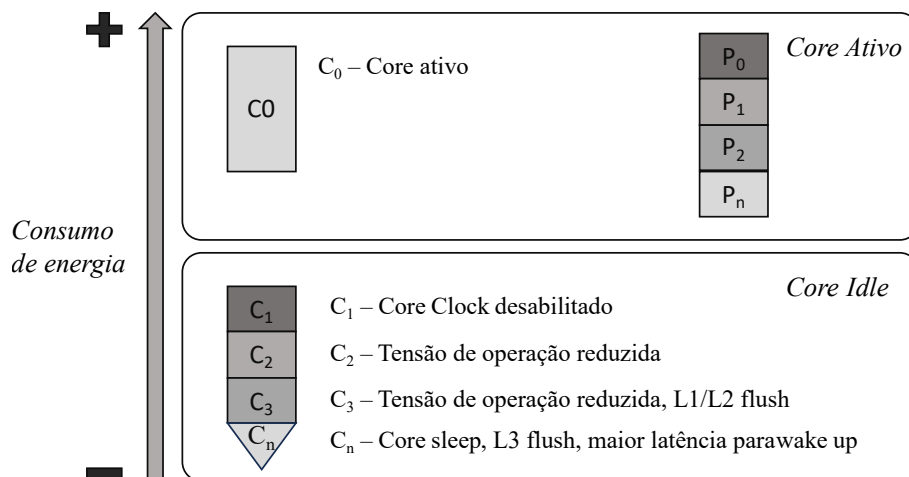 C0
C₀ – Core ativo
P₀
P₁
P₂
Pₙ
Core Ativo
Consumo
de energia
Core Idle
C₁
C₁ – Core Clock desabilitado
C₂
C₂ – Tensão de operação reduzida
C₃
C₃ – Tensão de operação reduzida, L1/L2 flush
Cₙ
Cₙ – Core sleep, L3 flush, maior latência parawake up